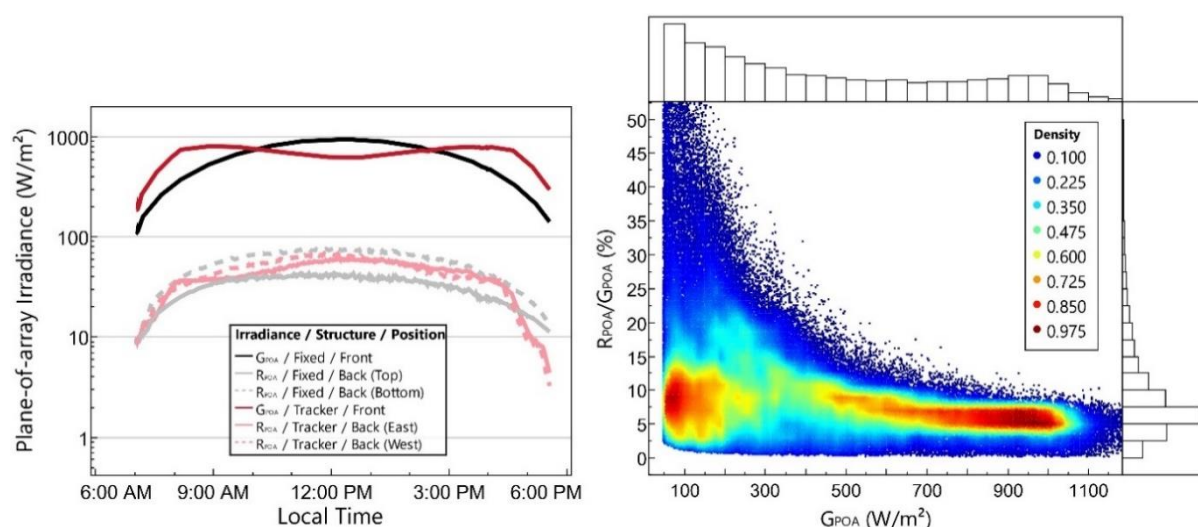 Plane-of-array Irradiance (W/m²)
1000
100
10
1
Irradiance / Structure / Position
GPOA / Fixed / Front
RPOA / Fixed / Back (Top)
RPOA / Fixed / Back (Bottom)
GPOA / Tracker / Front
RPOA / Tracker / Back (East)
RPOA / Tracker / Back (West)
6:00 AM 9:00 AM 12:00 PM 3:00 PM 6:00 PM
Local Time
RPOA/GPOA (%)
50
45
40
35
30
25
20
15
10
5
0
Density
0.100
0.225
0.350
0.475
0.600
0.725
0.850
0.975
100 300 500 700 900 1100
GPOA (W/m²)